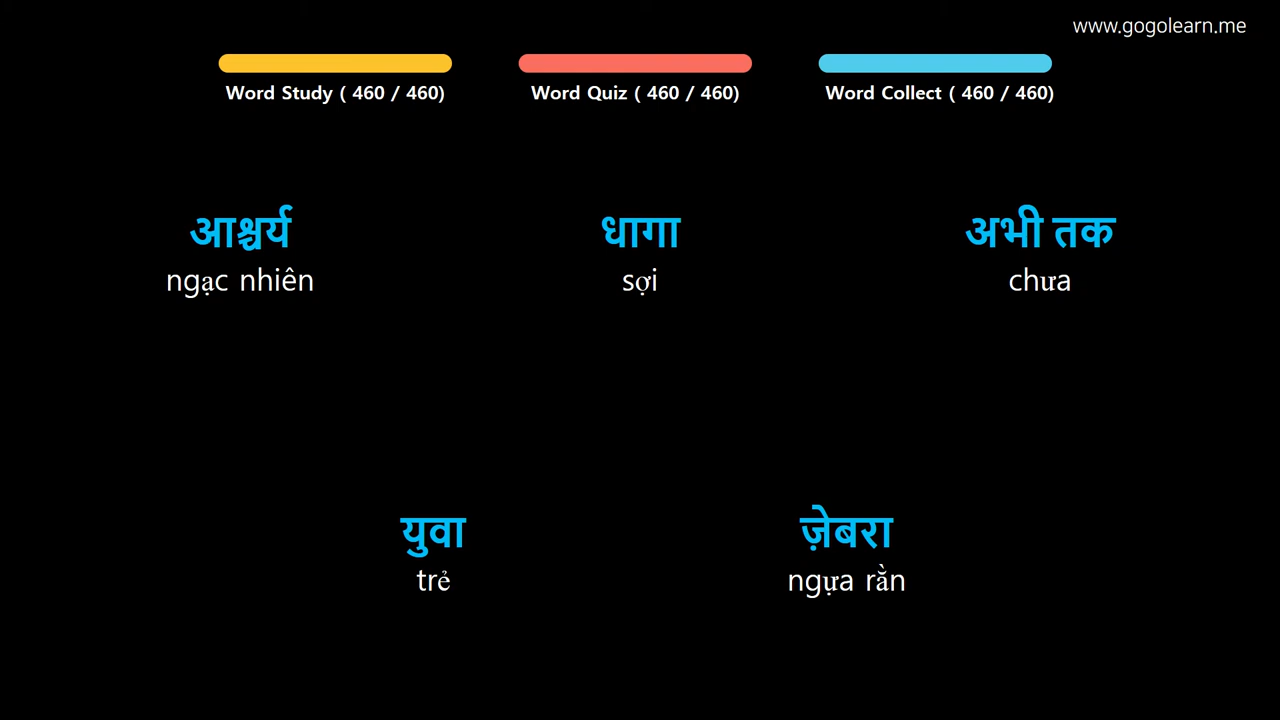 www.gogolearn.me
Word Study ( 460 / 460)
Word Quiz ( 460 / 460)
Word Collect ( 460 / 460)
आश्चर्य
ngạc nhiên
धागा
sợi
अभी तक
chưa
युवा
trẻ
ज़ेबरा
ngựa rằn